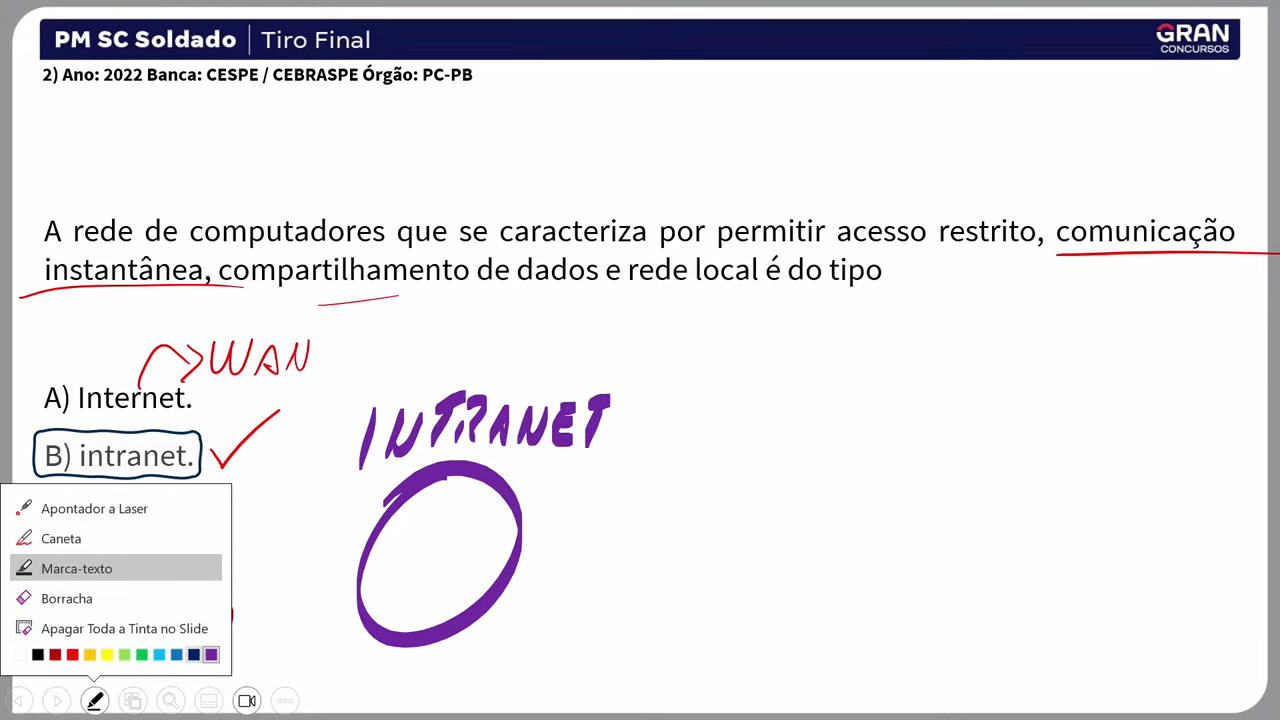 PM SC Soldado | Tiro Final
GRAN
CONCURSOS
2) Ano: 2022 Banca: CESPE / CEBRASPE Órgão: PC-PB
A rede de computadores que se caracteriza por permitir acesso restrito, comunicação
instantânea, compartilhamento de dados e rede local é do tipo
WAN
A) Internet.
INTRANET
B) intranet.
Apontador a Laser
Caneta
Marca-texto
Borracha
Apagar Toda a Tinta no Slide